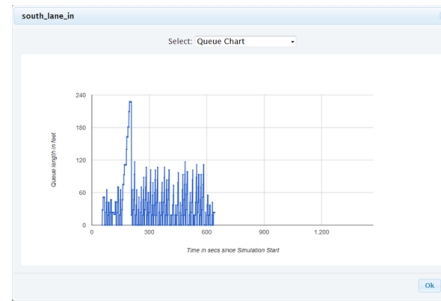 south_lane_in
Select: Queue Chart
Queue length in feet
240
180
120
60
0
0 300 600 900 1,200
Time in secs since Simulation Start
Ok